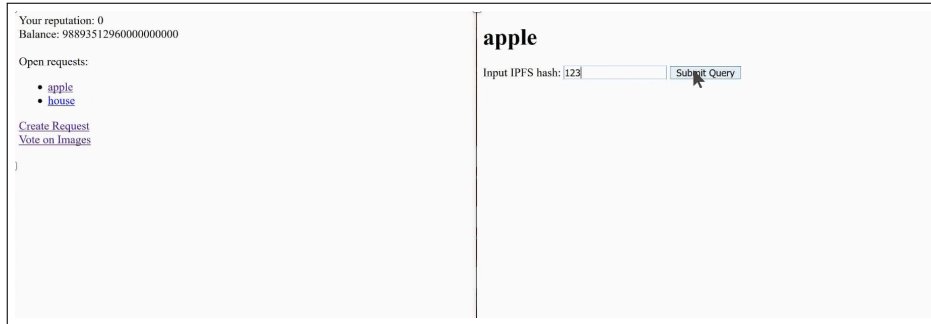 Your reputation: 0
Balance: 98893512960000000000
Open requests:
apple
house
Create Request
Vote on Images
apple
Input IPFS hash: 123 Submit Query